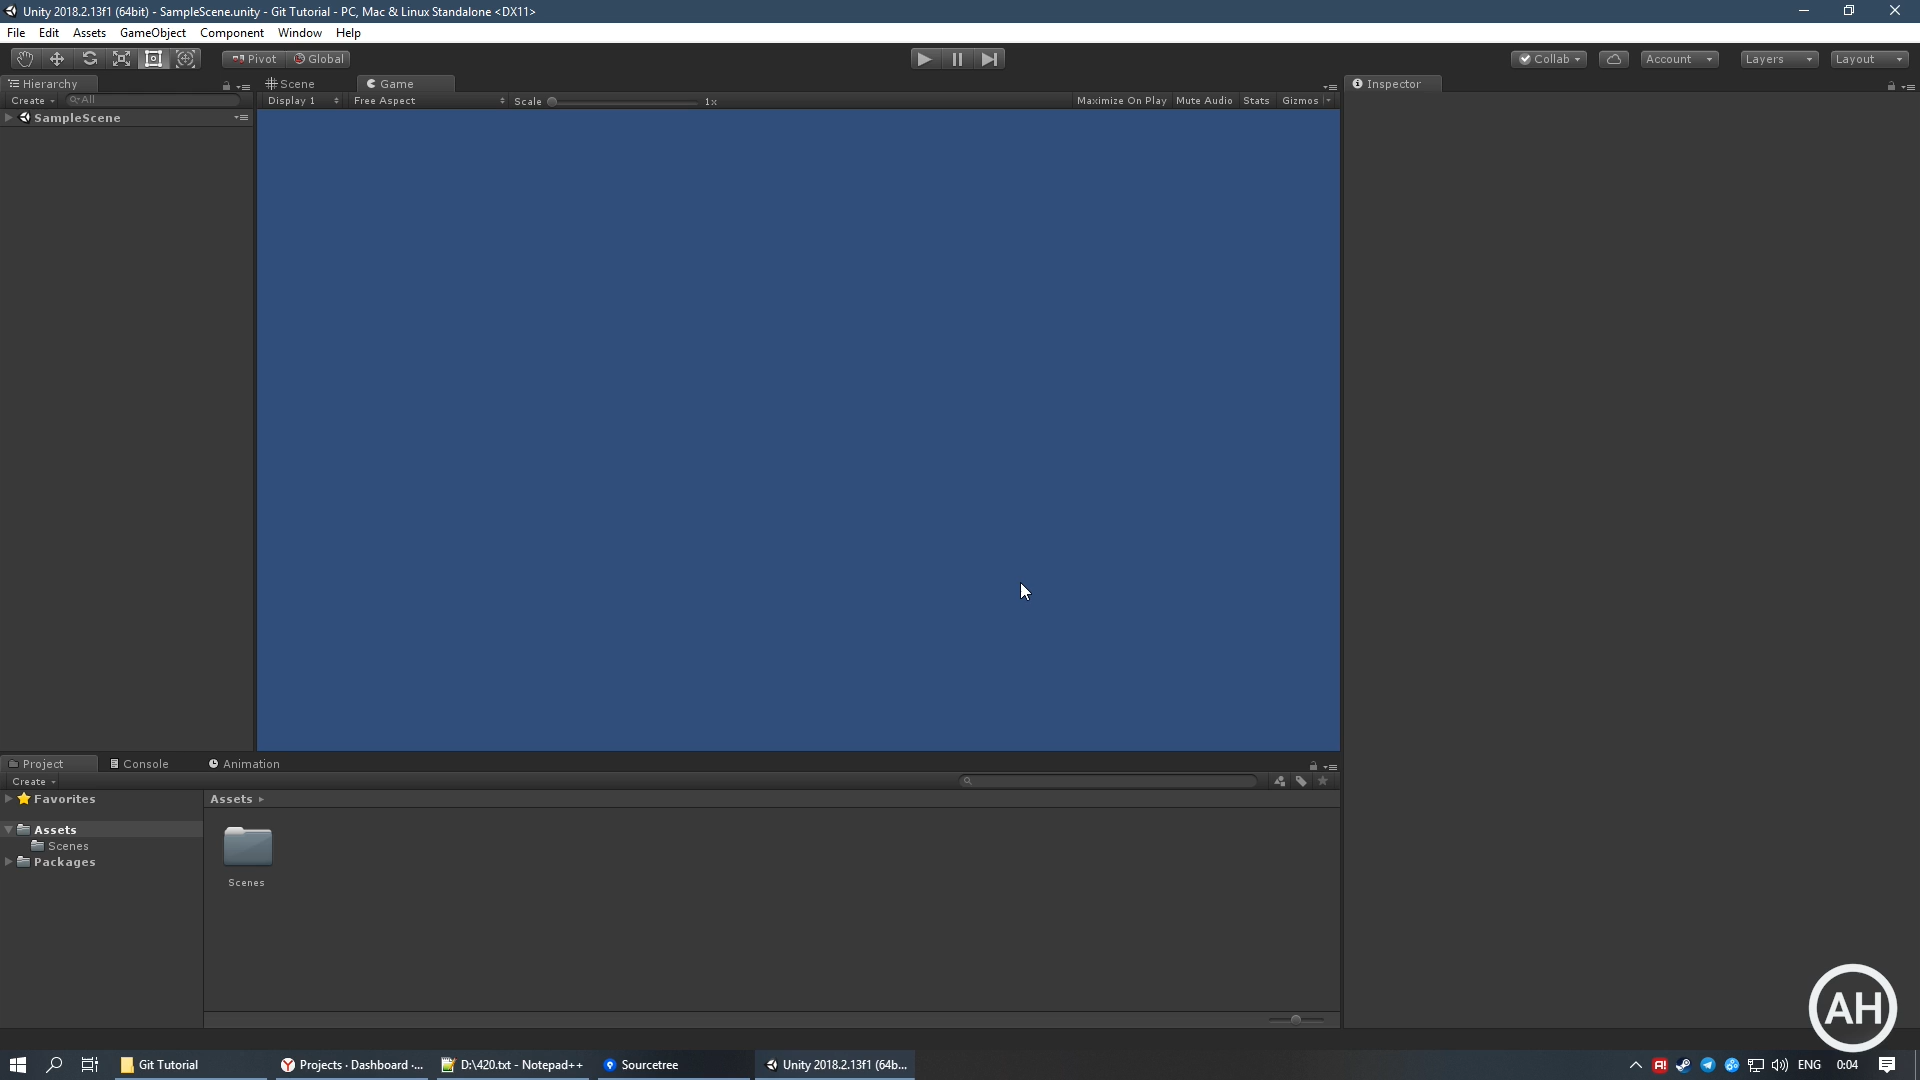 Unity 2018.2.13f1 (64bit) - SampleScene.unity - Git Tutorial - PC, Mac & Linux Standalone <DX11>
File Edit Assets GameObject Component Window Help
Pivot Global Collab Account Layers Layout
Hierarchy Scene Game Inspector
Create All Display 1 Free Aspect Scale 1x Maximize On Play Mute Audio Stats Gizmos
SampleScene
Project Console Animation
Create
Favorites Assets
Assets
Scenes
Packages
Scenes
AH
Git Tutorial Projects · Dashboard ·... D:\420.txt - Notepad++ Sourcetree Unity 2018.2.13f1 (64b... A! ENG 0:04